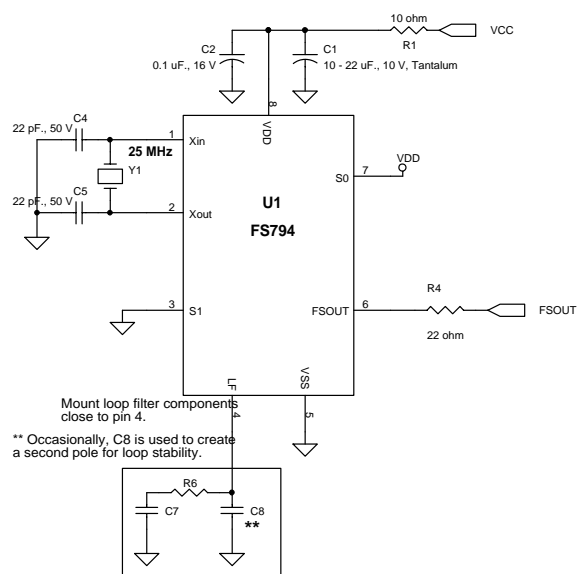 10 ohm
R1
VCC
C2
0.1 uF., 16 V
C1
10 - 22 uF., 10 V, Tantalum
8
VDD
C4
22 pF., 50 V
1
Xin
25 MHz
Y1
7
S0
VDD
C5
22 pF., 50 V
2
Xout
U1
FS794
3
S1
FSOUT
6
R4
22 ohm
FSOUT
LF
VSS
4
5
Mount loop filter components
close to pin 4.
** Occasionally, C8 is used to create
a second pole for loop stability.
R6
C7
C8
**